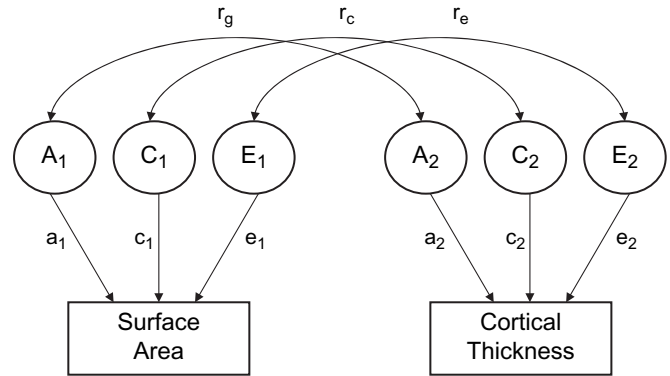 r_g r_c r_e
A_1 C_1 E_1 A_2 C_2 E_2
a_1 c_1 e_1 a_2 c_2 e_2
Surface
Area
Cortical
Thickness